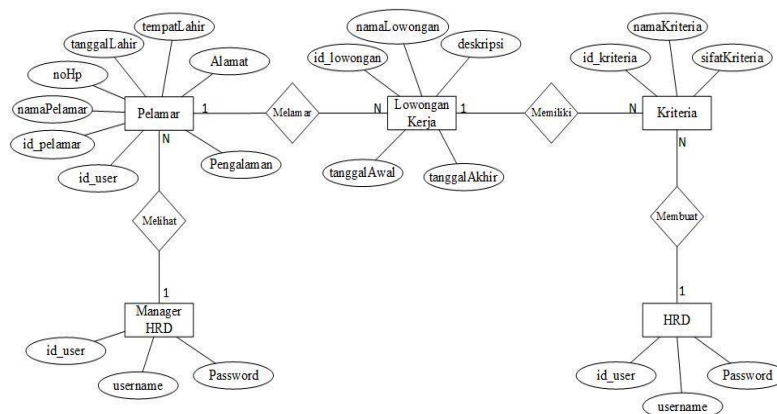 tempatLahir
namaLowongan
namaKriteria
tanggalLahir
id_lowongan
deskripsi
id_kriteria
sifatKriteria
noHp
Alamat
namaPelamar
Pelamar
1
Melamar
N
Lowongan
Kerja
1
Memiliki
N
Kriteria
id_pelamar
N
N
id_user
Pengalaman
tanggalAwal
tanggalAkhir
Melihat
Membuat
1
1
Manager
HRD
HRD
id_user
username
Password
id_user
username
Password